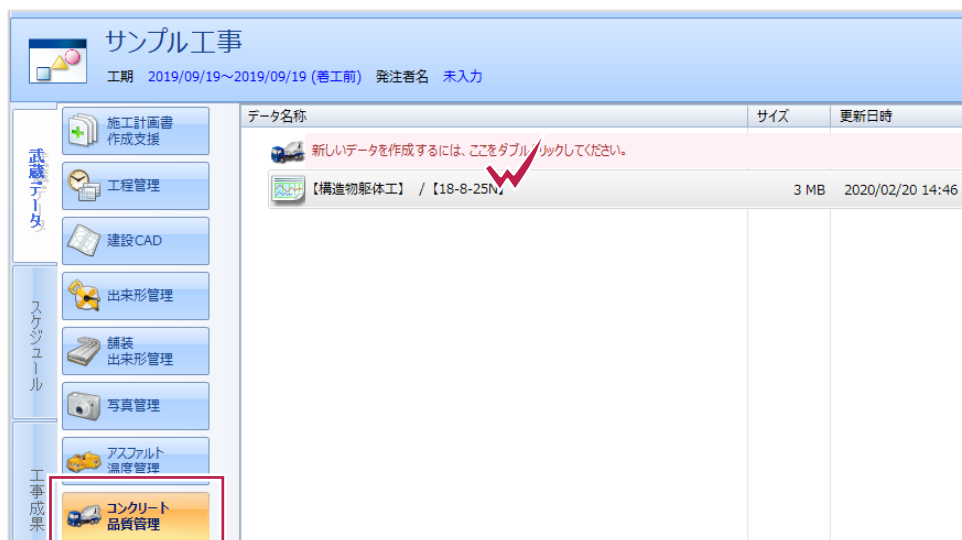 サンプル工事
工期 2019/09/19～2019/09/19 (着工前) 発注者名 未入力
武蔵データ
スケジュール
工事成果
施工計画書
作成支援
工程管理
建設CAD
出来形管理
舗装
出来形管理
写真管理
アスファルト
温度管理
コンクリート
品質管理
データ名称 サイズ 更新日時
新しいデータを作成するには、ここをダブルクリックしてください。
【構造物躯体工】 /【18-8-25N】 3 MB 2020/02/20 14:46